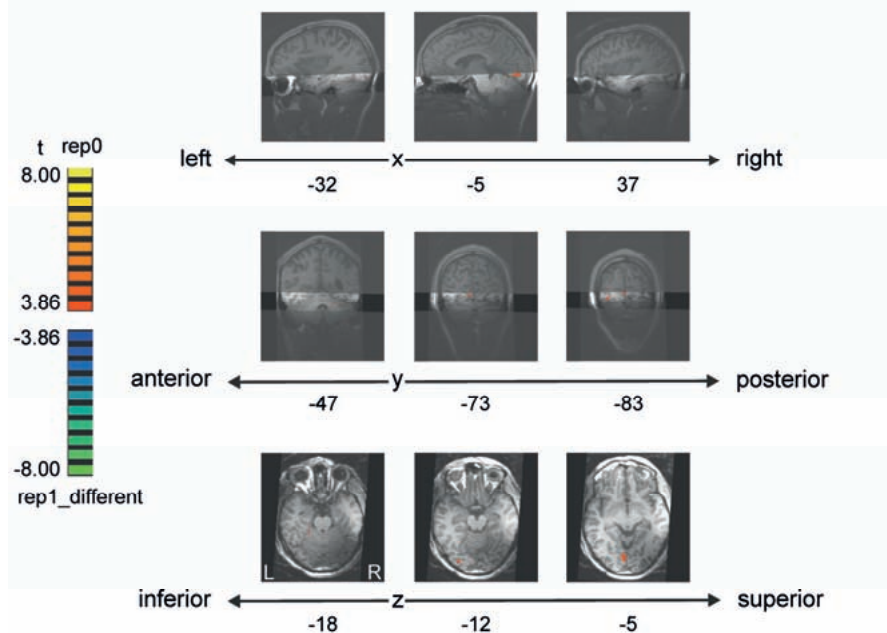 t rep0
8.00
3.86
-3.86
-8.00
rep1_different
left x right
-32 -5 37
anterior y posterior
-47 -73 -83
L R
inferior z superior
-18 -12 -5